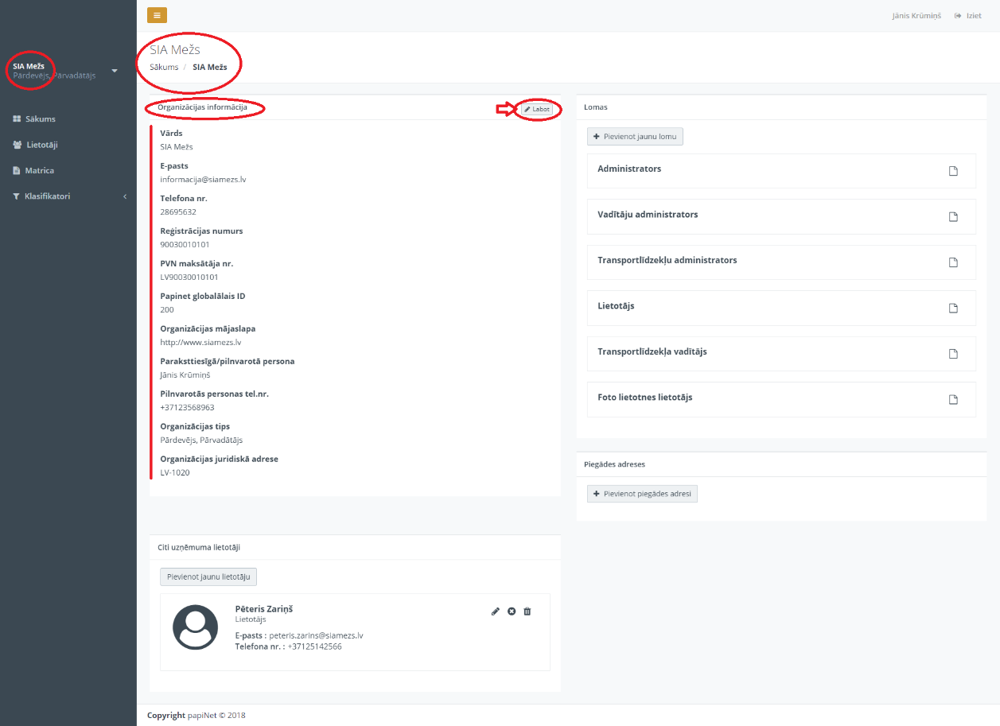 Jānis Krūmiņš
Iziet
SIA Mežs
Pārdevējs, Pārvadātājs
Sākums
Lietotāji
Matrica
Klasifikatori
SIA Mežs
Sākums / SIA Mežs
Organizācijas informācija
Labot
Vārds
SIA Mežs
E-pasts
informacija@siamezs.lv
Telefona nr.
28695632
Reģistrācijas numurs
90030010101
PVN maksātāja nr.
LV90030010101
Papinet globalālais ID
200
Organizācijas mājaslapa
http://www.siamezs.lv
Paraksttiesīgā/pilnvarotā persona
Jānis Krūmiņš
Pilnvarotās personas tel.nr.
+37123568963
Organizācijas tips
Pārdevējs, Pārvadātājs
Organizācijas juridiskā adrese
LV-1020
Lomas
Pievienot jaunu lomu
Administrators
Vadītāju administrators
Transportlīdzekļu administrators
Lietotājs
Transportlīdzekļa vadītājs
Foto lietotnes lietotājs
Piegādes adreses
Pievienot piegādes adresi
Citi uzņēmuma lietotāji
Pievienot jaunu lietotāju
Pēteris Zariņš
Lietotājs
E-pasts : peteris.zarins@siamezs.lv
Telefona nr. : +37125142566
Copyright papiNet © 2018